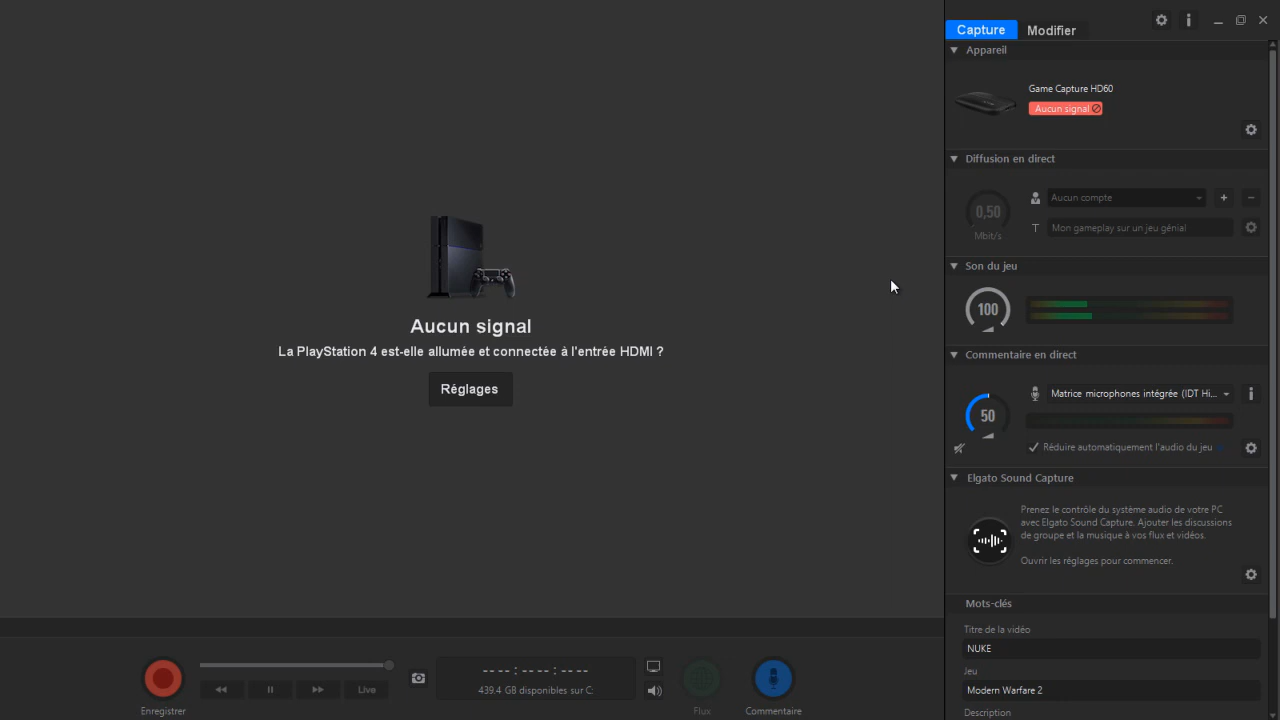 Capture
Modifier
Appareil
Game Capture HD60
Aucun signal
Diffusion en direct
0,50
Mbit/s
Aucun compte
T
Mon gameplay sur un jeu génial
Son du jeu
100
Commentaire en direct
50
Matrice microphones intégrée (IDT Hi...
Réduire automatiquement l'audio du jeu
Elgato Sound Capture
Prenez le contrôle du système audio de votre PC
avec Elgato Sound Capture. Ajouter les discussions
de groupe et la musique à vos flux et vidéos.
Ouvrir les réglages pour commencer.
Mots-clés
Titre de la vidéo
NUKE
Jeu
Modern Warfare 2
Description
Aucun signal
La PlayStation 4 est-elle allumée et connectée à l'entrée HDMI ?
Réglages
Enregistrer
Live
-- -- : -- -- : -- --
439.4 GB disponibles sur C:
Flux
Commentaire